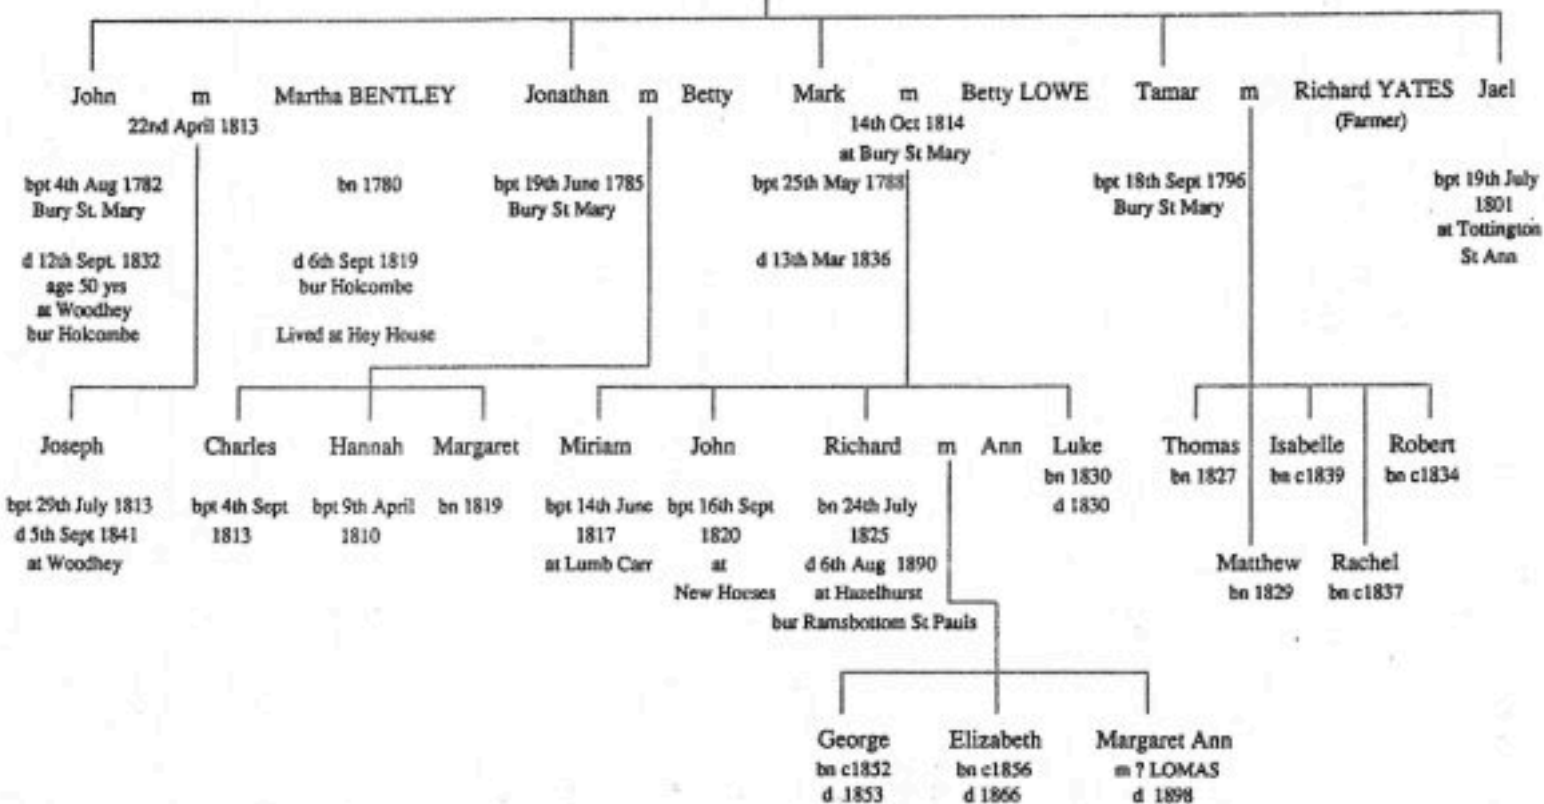 John m Martha BENTLEY Jonathan m Betty Mark m Betty LOWE Tamar m Richard YATES Jael
22nd April 1813 14th Oct 1814 (Farmer)
at Bury St Mary
bpt 4th Aug 1782 bn 1780 bpt 19th June 1785 bpt 25th May 1788 bpt 18th Sept 1796 bpt 19th July
Bury St. Mary Bury St Mary Bury St Mary 1801
at Tottington
d 12th Sept. 1832 d 6th Sept 1819 d 13th Mar 1836 St Ann
age 50 yrs bur Holcombe
at Woodhey
bur Holcombe Lived at Hey House
Joseph Charles Hannah Margaret Miriam John Richard m Ann Luke Thomas Isabelle Robert
bn 1830 bn 1827 bn c1839 bn c1834
bpt 29th July 1813 bpt 4th Sept bpt 9th April bn 1819 bpt 14th June bpt 16th Sept bn 24th July d 1830
d 5th Sept 1841 1813 1810 1817 1820 1825
at Woodhey at Lumb Carr at d 6th Aug 1890 Matthew Rachel
New Horses at Hazelhurst bn 1829 bn c1837
bur Ramsbottom St Pauls
George Elizabeth Margaret Ann
bn c1852 bn c1856 m ? LOMAS
d 1853 d 1866 d 1898